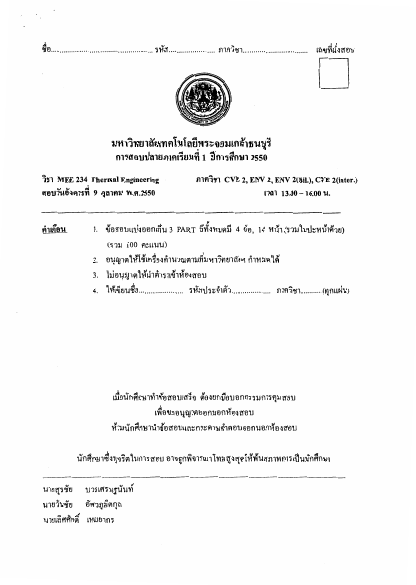 ชื่อ............................ รหัส.................. ภาควิชา.......................... เลขที่นั่งสอบ
มหาวิทยาลัยเทคโนโลยีพระจอมเกล้าธนบุรี
การสอบปลายภาคเรียนที่ 1 ปีการศึกษา 2550
วิชา MEE 234 Thermal Engineering ภาควิชา CVE 2, ENV 2, ENV 2(บัส.), CVE 2(inter.)
สอบวันอังคารที่ 9 ตุลาคม พ.ศ.2550 เวลา 13.00 – 16.00 น.
คำเตือน 1. ข้อสอบแบ่งออกเป็น 3 PART มีทั้งหมดมี 4 ข้อ, หน้า(รวมใบปะหน้าด้วย)
(รวม 100 คะแนน)
2. อนุญาตให้ใช้เครื่องคำนวณตามที่มหาวิทยาลัยฯ กำหนดได้
3. ไม่อนุญาตให้นำตำราเข้าห้องสอบ
4. ให้เขียนชื่อ................ รหัสประจำตัว.............. ภาควิชา.......... (ทุกแผ่น)
เมื่อนักศึกษาทำข้อสอบเสร็จ ต้องยกมือบอกกรรมการคุมสอบ
เพื่อขออนุญาตออกนอกห้องสอบ
ห้ามนักศึกษานำข้อสอบและกระดาษคำตอบออกนอกห้องสอบ
นักศึกษาซึ่งทุจริตในการสอบ อาจถูกพิจารณาโทษสูงสุดให้พ้นสภาพการเป็นนักศึกษา
นายสุรชัย บวรเศรษฐนันท์
นายวันชัย อัศวภูษิตกุล
นายเลิศศักดิ์ เหมยากร